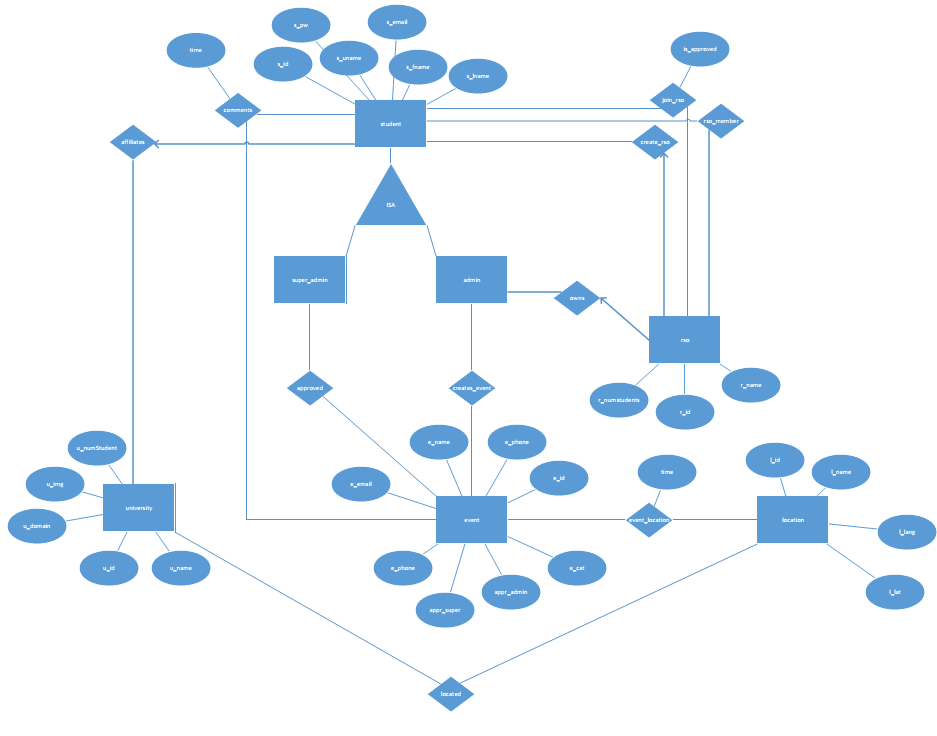 s_pw
s_email
time
s_id
s_uname
s_fname
s_lname
is_approved
comments
join_rso
student
rso_member
affiliates
create_rso
ISA
super_admin
admin
owns
rso
approved
creates_event
r_numstudents
r_id
r_name
u_numStudent
e_name
e_phone
u_img
e_email
e_id
time
l_id
l_name
u_domain
university
event
event_location
location
l_lang
u_id
u_name
e_phone
appr_super
appr_admin
e_cat
l_lat
located